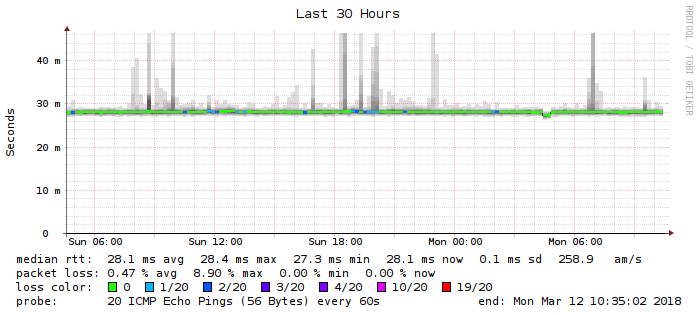 Last 30 Hours
RRDTOOL / TOBI OETIKER
Seconds
40 m
30 m
20 m
10 m
0
Sun 06:00 Sun 12:00 Sun 18:00 Mon 00:00 Mon 06:00
median rtt: 28.1 ms avg 28.4 ms max 27.3 ms min 28.1 ms now 0.1 ms sd 258.9 am/s
packet loss: 0.47 % avg 8.90 % max 0.00 % min 0.00 % now
loss color: 0 1/20 2/20 3/20 4/20 10/20 19/20
probe: 20 ICMP Echo Pings (56 Bytes) every 60s end: Mon Mar 12 10:35:02 2018